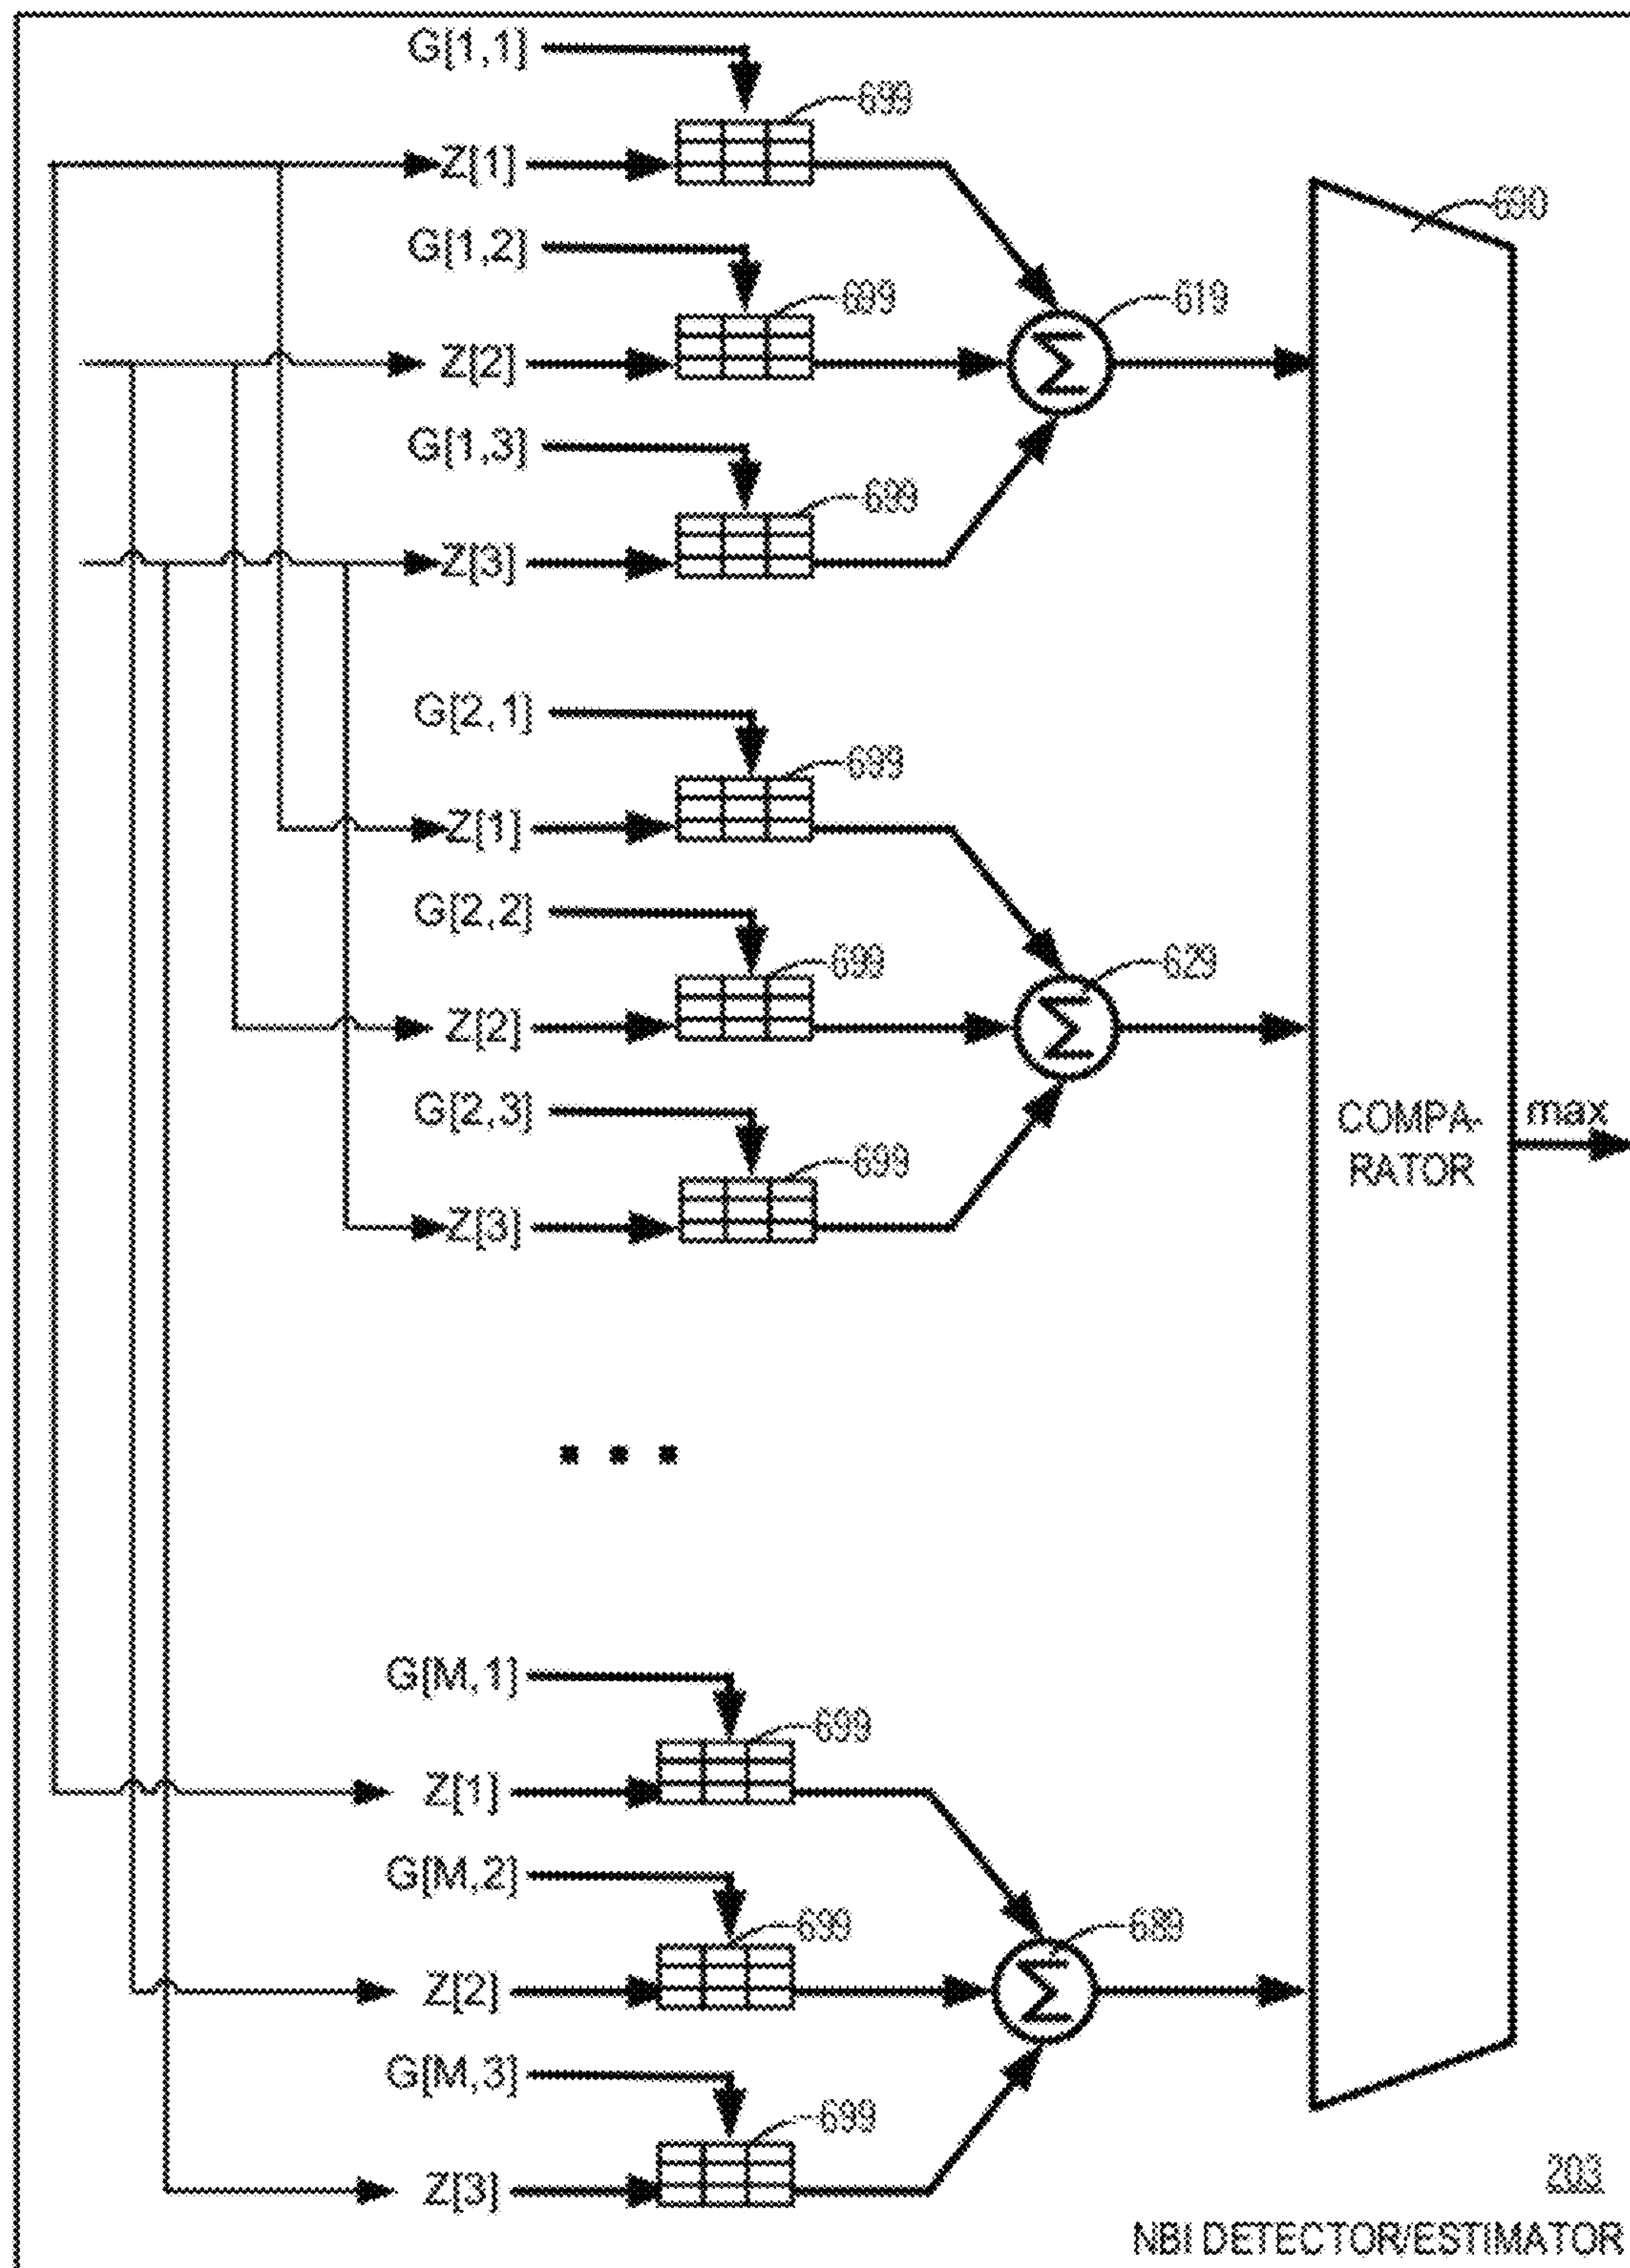 G[1,1]
699
Z[1]
690
G[1,2]
699
619
Z[2]
Σ
G[1,3]
699
Z[3]
G[2,1]
699
Z[1]
G[2,2]
699
629
Z[2]
Σ
G[2,3]
699
COMPA-
RATOR
max
Z[3]
...
G[M,1]
699
Z[1]
G[M,2]
699
689
Z[2]
Σ
G[M,3]
699
Z[3]
203
NBI DETECTOR/ESTIMATOR